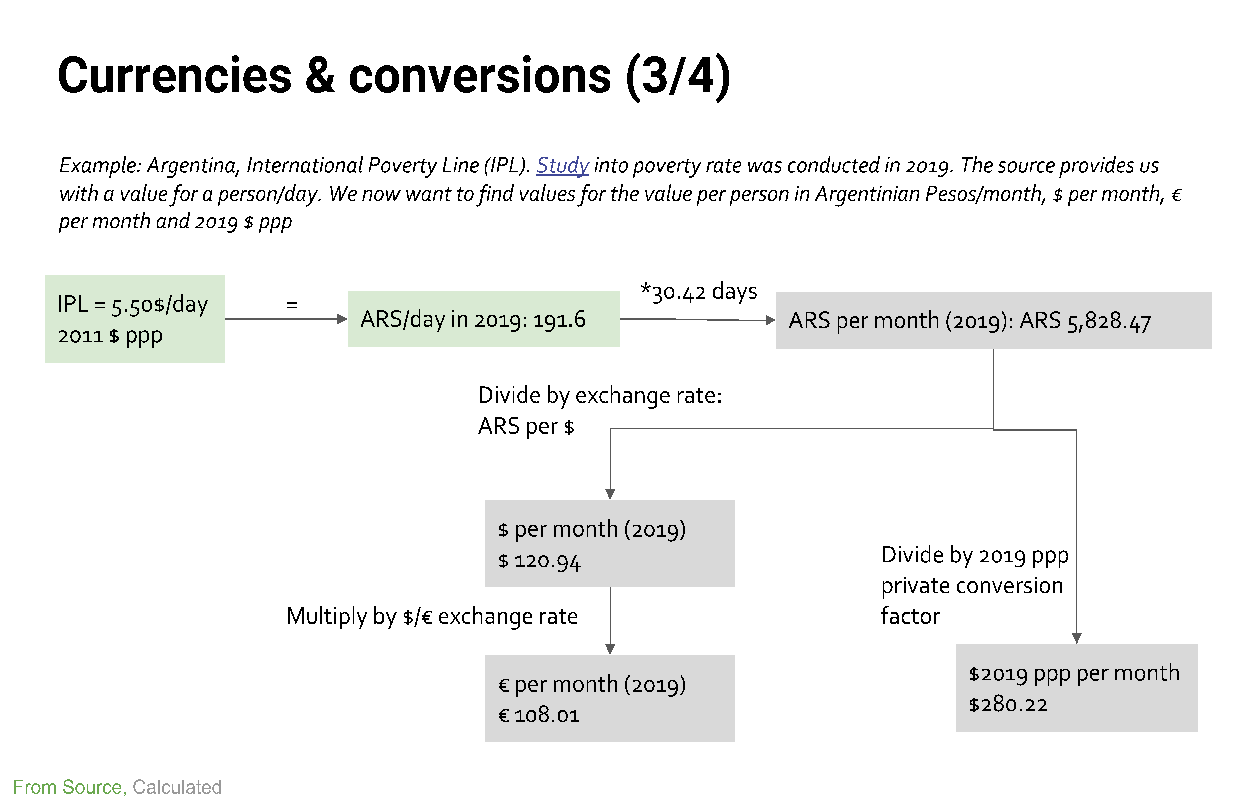 Currencies & conversions (3/4)
Example: Argentina, International Poverty Line (IPL). Study into poverty rate was conducted in 2019. The source provides us
with a value for a person/day. We now want to find values for the value per person in Argentinian Pesos/month, $ per month, €
per month and 2019 $ ppp
IPL = 5.50$/day
2011 $ ppp
=
ARS/day in 2019: 191.6
*30.42 days
ARS per month (2019): ARS 5,828.47
Divide by exchange rate:
ARS per $
$ per month (2019)
$ 120.94
Divide by 2019 ppp
private conversion
factor
Multiply by $/€ exchange rate
€ per month (2019)
€ 108.01
$2019 ppp per month
$280.22
From Source, Calculated